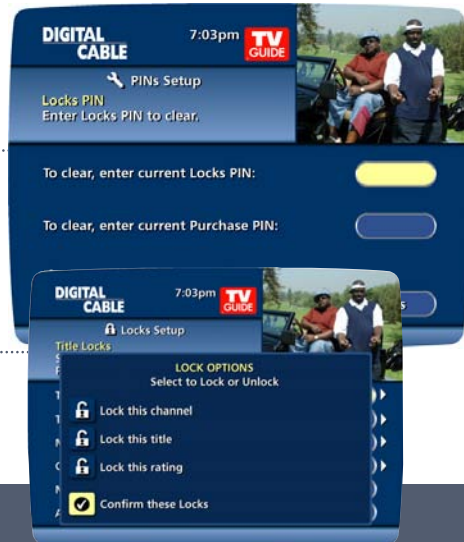 DIGITAL
CABLE
7:03pm
TV
GUIDE
PINs Setup
Locks PIN
Enter Locks PIN to clear.
To clear, enter current Locks PIN:
To clear, enter current Purchase PIN:
DIGITAL
CABLE
7:03pm
TV
GUIDE
Locks Setup
Title Locks
LOCK OPTIONS
Select to Lock or Unlock
Lock this channel
Lock this title
Lock this rating
Confirm these Locks